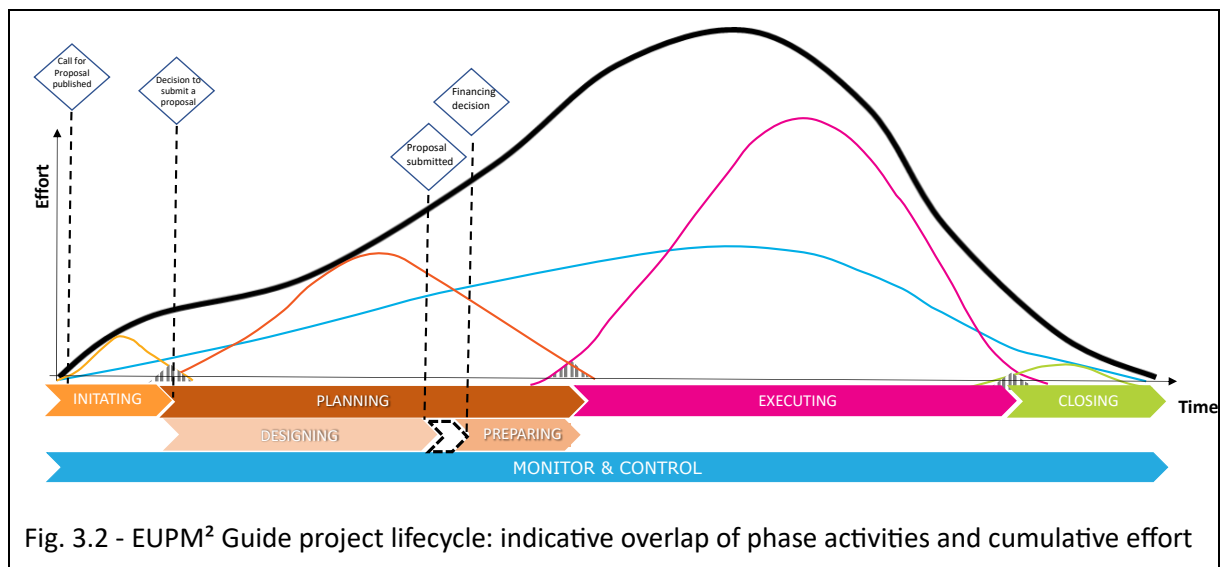 Call for
Proposal
published
Decision to
submit a
proposal
Financing
decision
Proposal
submitted
Effort
INITATING
PLANNING
EXECUTING
CLOSING
Time
DESIGNING
PREPARING
MONITOR & CONTROL
Fig. 3.2 - EUPM² Guide project lifecycle: indicative overlap of phase activities and cumulative effort